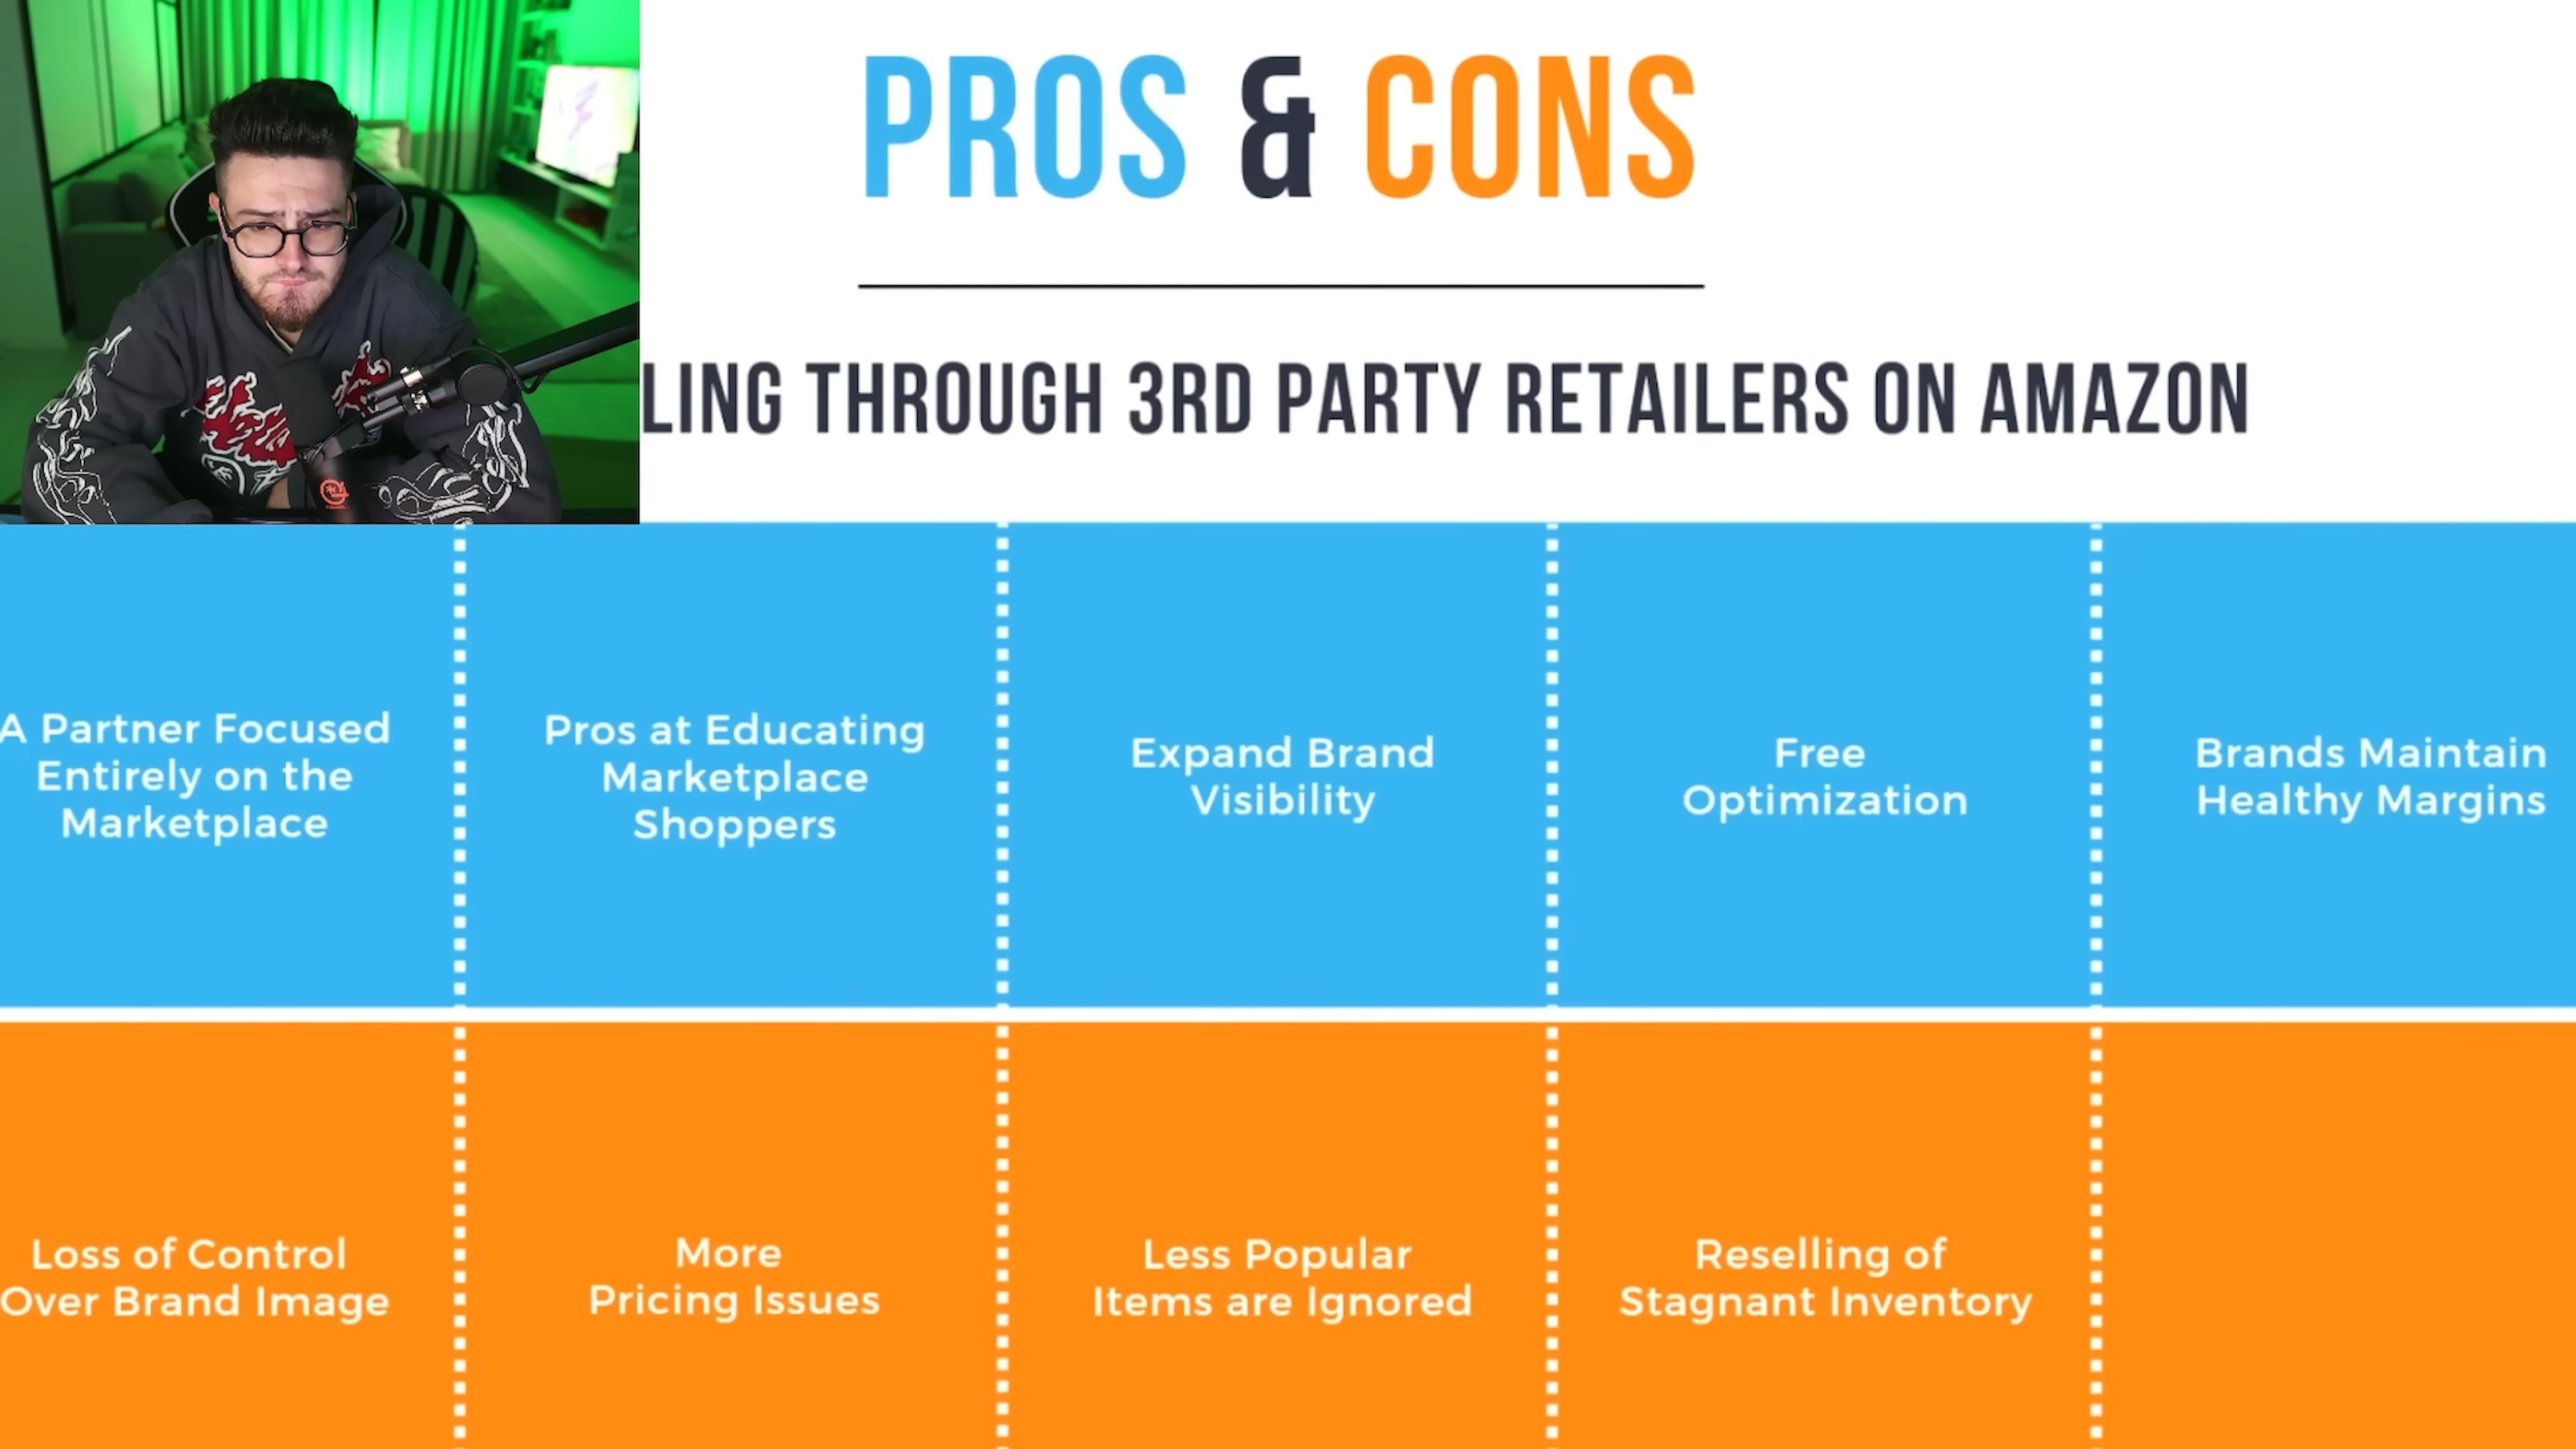 PROS & CONS
LING THROUGH 3RD PARTY RETAILERS ON AMAZON
A Partner Focused
Entirely on the
Marketplace
Pros at Educating
Marketplace
Shoppers
Expand Brand
Visibility
Free
Optimization
Brands Maintain
Healthy Margins
Loss of Control
Over Brand Image
More
Pricing Issues
Less Popular
Items are Ignored
Reselling of
Stagnant Inventory